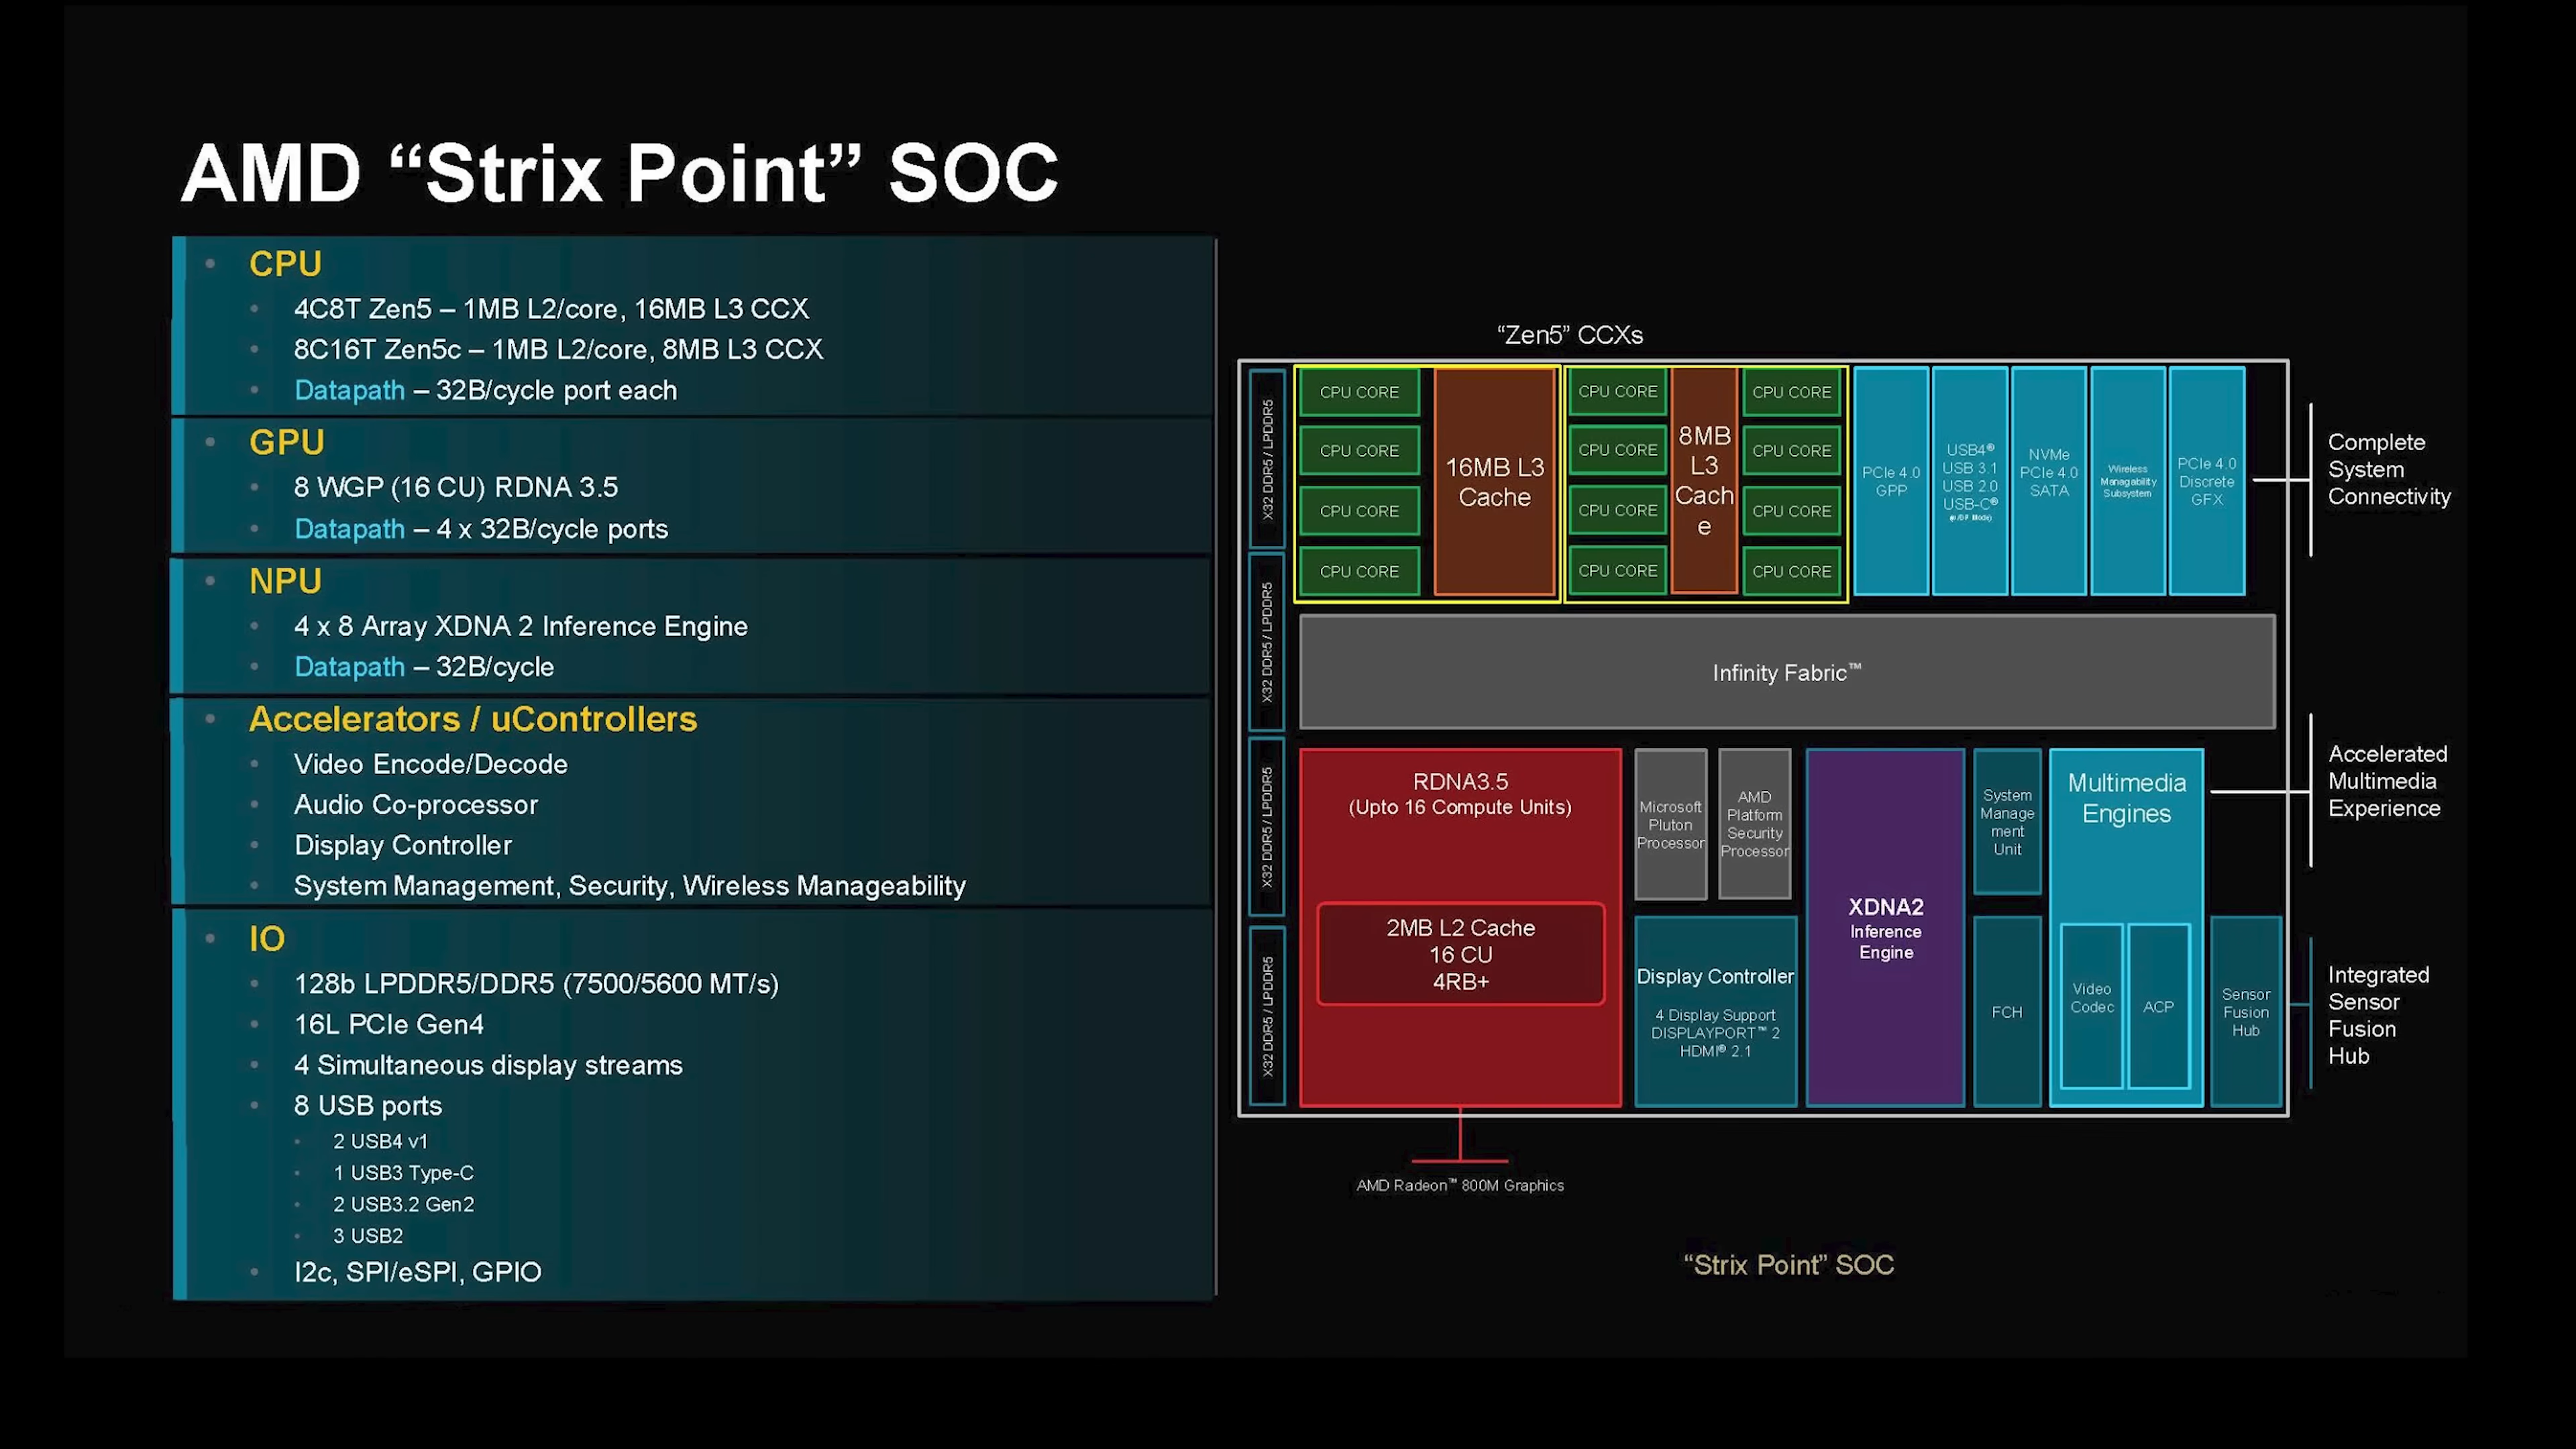 AMD “Strix Point” SOC
CPU
4C8T Zen5 – 1MB L2/core, 16MB L3 CCX
8C16T Zen5c – 1MB L2/core, 8MB L3 CCX
Datapath – 32B/cycle port each
GPU
8 WGP (16 CU) RDNA 3.5
Datapath – 4 x 32B/cycle ports
NPU
4 x 8 Array XDNA 2 Inference Engine
Datapath – 32B/cycle
Accelerators / uControllers
Video Encode/Decode
Audio Co-processor
Display Controller
System Management, Security, Wireless Manageability
IO
128b LPDDR5/DDR5 (7500/5600 MT/s)
16L PCIe Gen4
4 Simultaneous display streams
8 USB ports
2 USB4 v1
1 USB3 Type-C
2 USB3.2 Gen2
3 USB2
I2c, SPI/eSPI, GPIO
“Zen5” CCXs
X32 DDR5 / LPDDR5
X32 DDR5 / LPDDR5
X32 DDR5 / LPDDR5
X32 DDR5 / LPDDR5
CPU CORE
CPU CORE
CPU CORE
CPU CORE
16MB L3
Cache
CPU CORE
CPU CORE
CPU CORE
CPU CORE
8MB
L3
Cach
e
CPU CORE
CPU CORE
CPU CORE
CPU CORE
PCIe 4.0
GPP
USB4®
USB 3.1
USB 2.0
USB-C®
NVMe
PCIe 4.0
SATA
Wireless
Managability
Subsystem
PCIe 4.0
Discrete
GFX
Complete
System
Connectivity
Infinity Fabric™
RDNA3.5
(Upto 16 Compute Units)
2MB L2 Cache
16 CU
4RB+
Microsoft
Pluton
Processor
AMD
Platform
Security
Processor
Display Controller
4 Display Support
DISPLAYPORT™ 2
HDMI® 2.1
XDNA2
Inference
Engine
System
Manage
ment
Unit
FCH
Multimedia
Engines
Video
Codec
ACP
Sensor
Fusion
Hub
Accelerated
Multimedia
Experience
Integrated
Sensor
Fusion
Hub
AMD Radeon™ 800M Graphics
“Strix Point” SOC